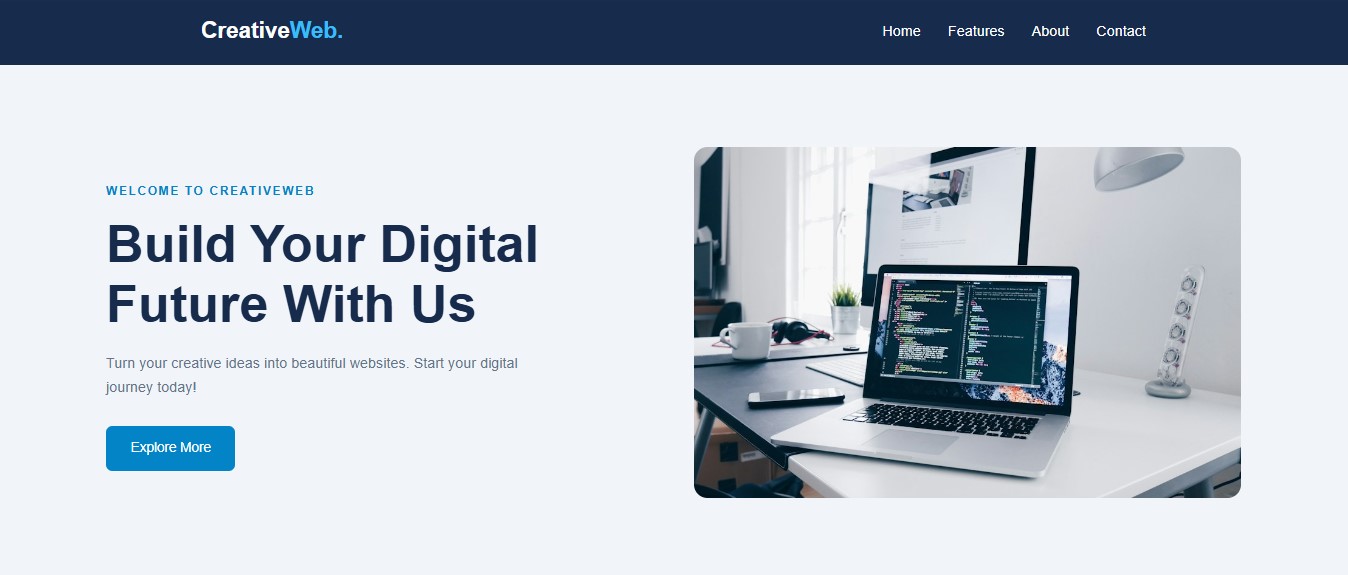 CreativeWeb.
Home Features About Contact
WELCOME TO CREATIVEWEB
Build Your Digital
Future With Us
Turn your creative ideas into beautiful websites. Start your digital
journey today!
Explore More